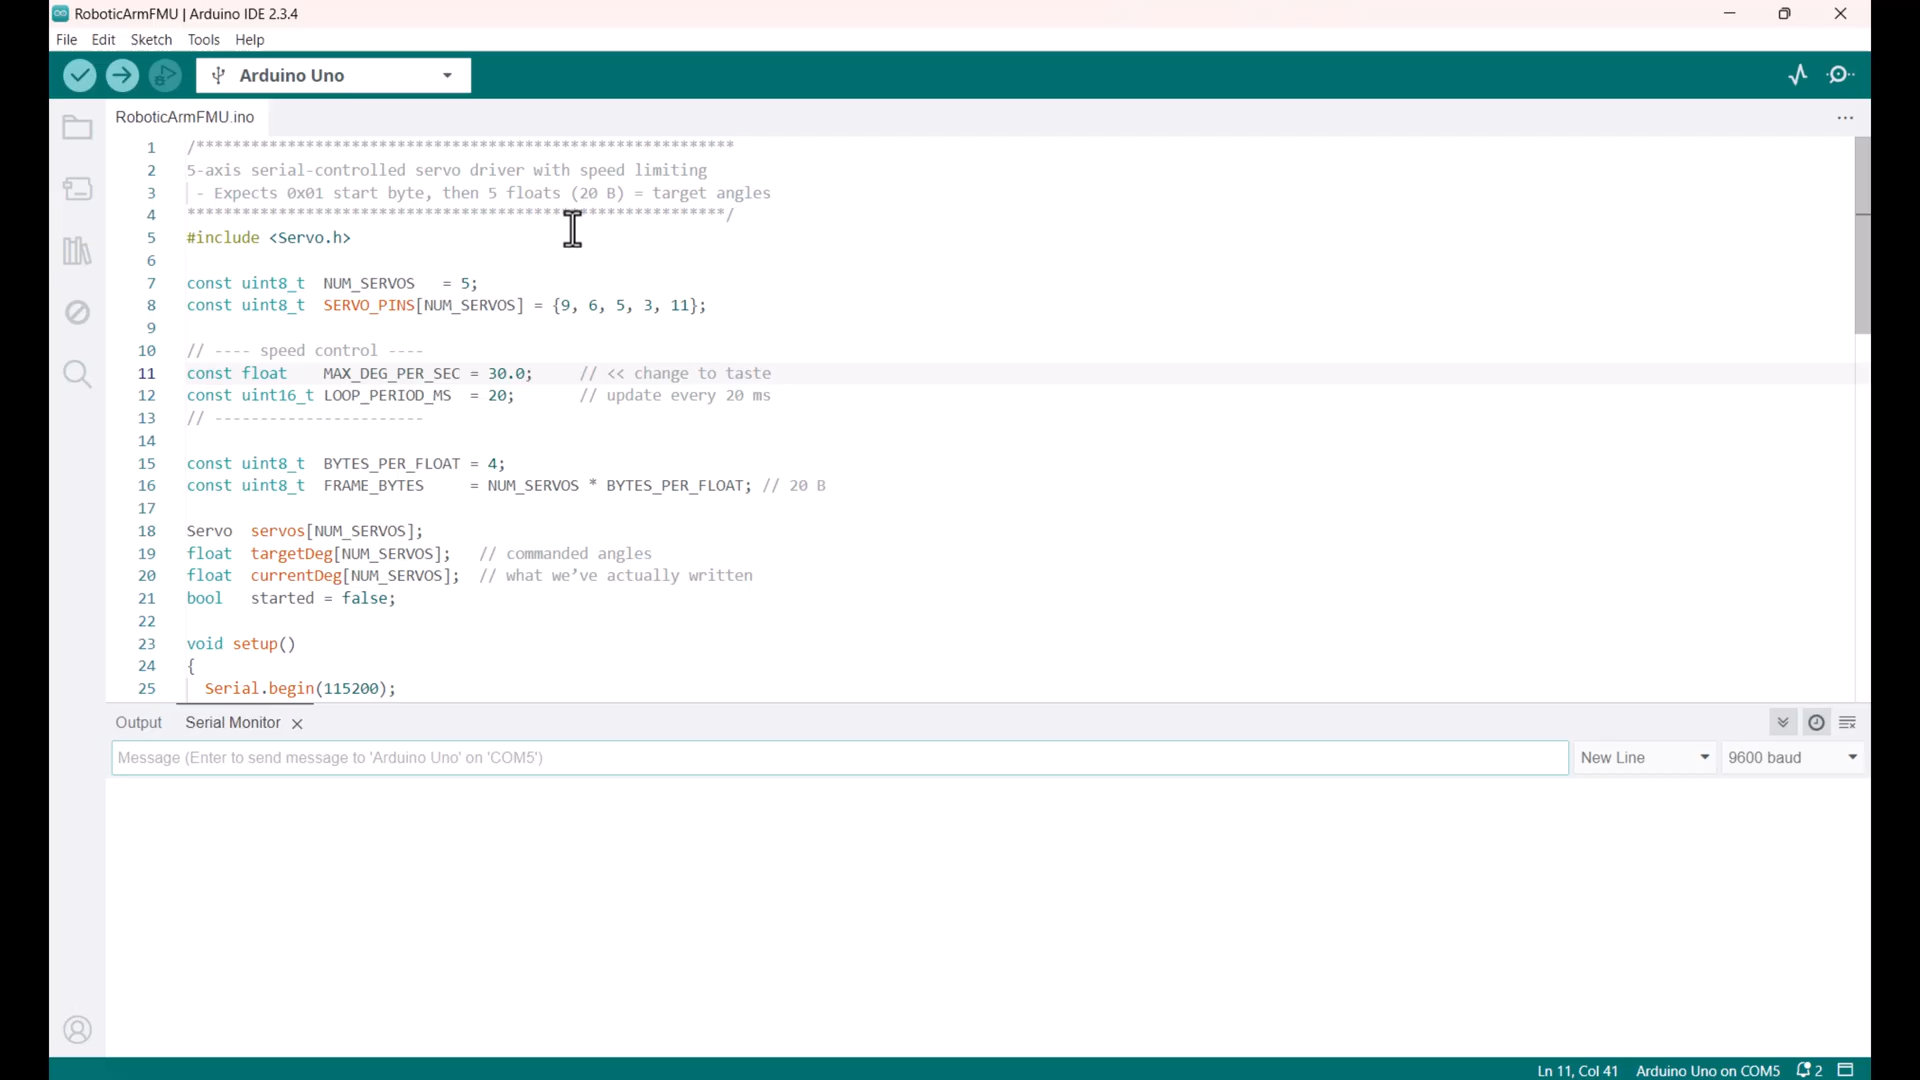 RoboticArmFMU | Arduino IDE 2.3.4
File Edit Sketch Tools Help
Arduino Uno
RoboticArmFMU.ino
1 /***********************************************************
2 5-axis serial-controlled servo driver with speed limiting
3 - Expects 0x01 start byte, then 5 floats (20 B) = target angles
4 ***********************************************************/
5 #include <Servo.h>
6
7 const uint8_t  NUM_SERVOS   = 5;
8 const uint8_t  SERVO_PINS[NUM_SERVOS] = {9, 6, 5, 3, 11};
9
10 // ---- speed control ----
11 const float    MAX_DEG_PER_SEC = 30.0;     // << change to taste
12 const uint16_t LOOP_PERIOD_MS  = 20;       // update every 20 ms
13 // -----------------------
14
15 const uint8_t  BYTES_PER_FLOAT = 4;
16 const uint8_t  FRAME_BYTES     = NUM_SERVOS * BYTES_PER_FLOAT; // 20 B
17
18 Servo  servos[NUM_SERVOS];
19 float  targetDeg[NUM_SERVOS];   // commanded angles
20 float  currentDeg[NUM_SERVOS];  // what we’ve actually written
21 bool   started = false;
22
23 void setup()
24 {
25   Serial.begin(115200);
Output Serial Monitor
Message (Enter to send message to 'Arduino Uno' on 'COM5') New Line 9600 baud
Ln 11, Col 41 Arduino Uno on COM5 2